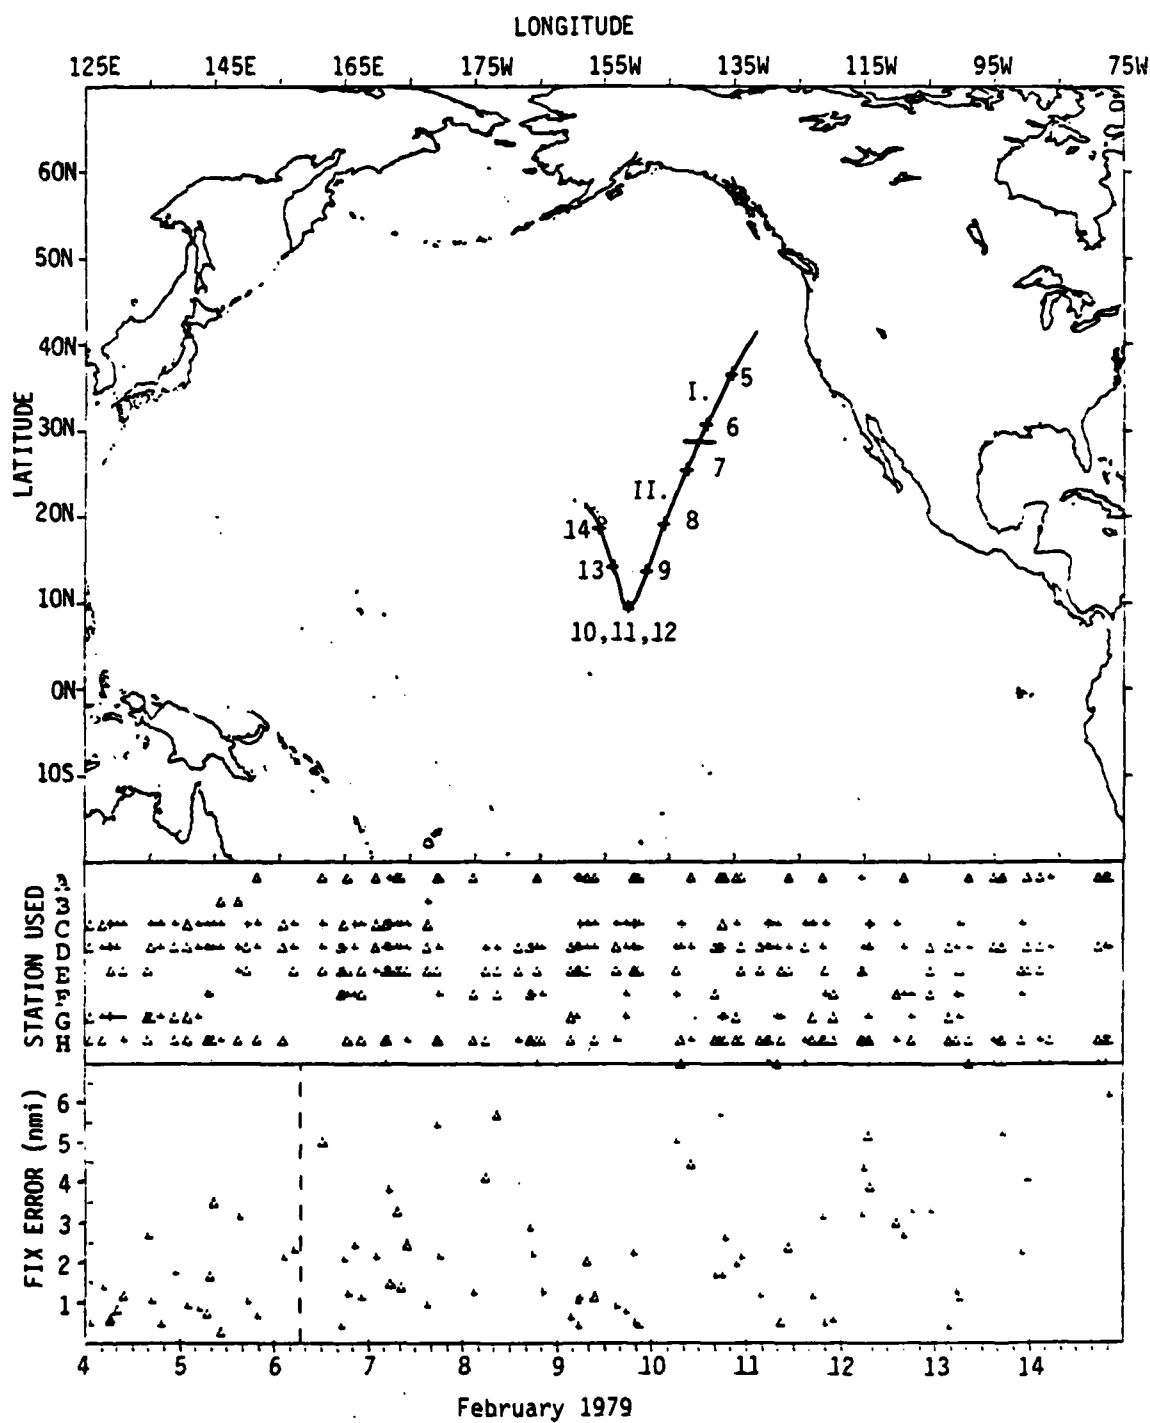 LONGITUDE
125E 145E 165E 175W 155W 135W 115W 95W 75W
60N
50N
40N
30N
20N
10N
0N
10S
LATITUDE
5
I.
6
7
II.
8
14
13
9
10,11,12
STATION USED
A
B
C
D
E
F
G
H
FIX ERROR (nmi)
6
5
4
3
2
1
4 5 6 7 8 9 10 11 12 13 14
February 1979